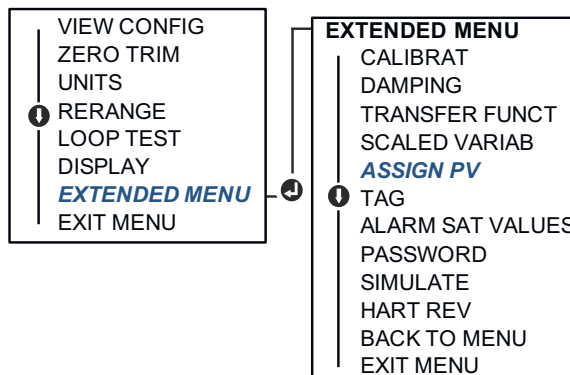 VIEW CONFIG
ZERO TRIM
UNITS
RERANGE
LOOP TEST
DISPLAY
EXTENDED MENU
EXIT MENU
EXTENDED MENU
CALIBRAT
DAMPING
TRANSFER FUNCT
SCALED VARIAB
ASSIGN PV
TAG
ALARM SAT VALUES
PASSWORD
SIMULATE
HART REV
BACK TO MENU
EXIT MENU